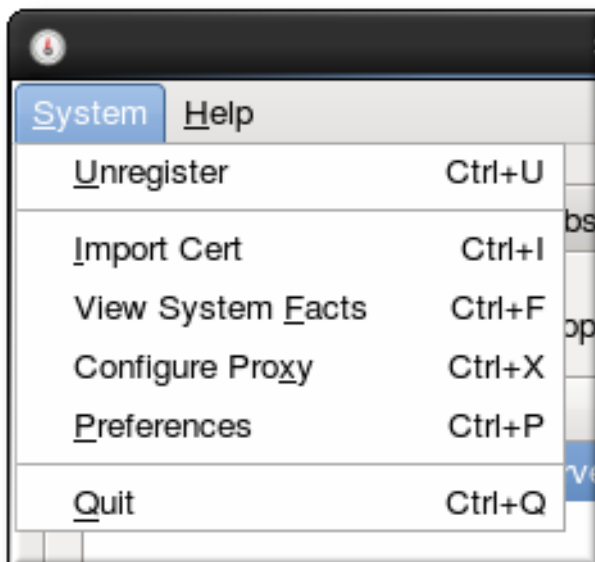 System Help
Unregister Ctrl+U
Import Cert Ctrl+I
View System Facts Ctrl+F
Configure Proxy Ctrl+X
Preferences Ctrl+P
Quit Ctrl+Q